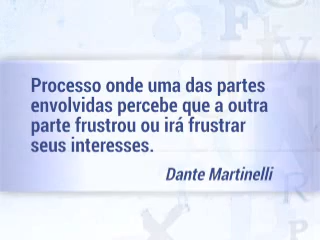 Processo onde uma das partes
envolvidas percebe que a outra
parte frustrou ou irá frustrar
seus interesses.
Dante Martinelli